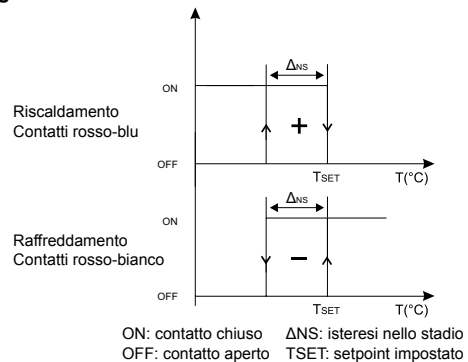 ON
ΔNS
Riscaldamento
Contatti rosso-blu
+
OFF
TSET
T(°C)
ΔNS
ON
Raffreddamento
Contatti rosso-bianco
−
OFF
TSET
T(°C)
ON: contatto chiuso ΔNS: isteresi nello stadio
OFF: contatto aperto TSET: setpoint impostato